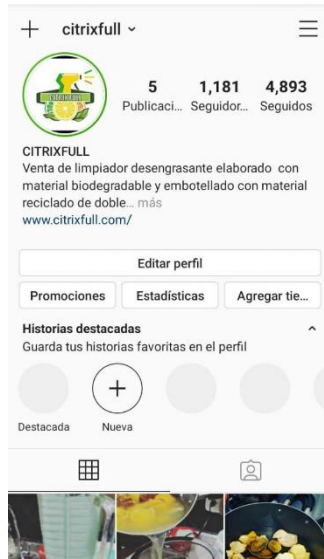 citrixfull
CITRIXFULL
5 1,181 4,893
Publicaci... Seguidor... Seguidos
CITRIXFULL
Venta de limpiador desengrasante elaborado con
material biodegradable y embotellado con material
reciclado de doble... más
www.citrixfull.com/
Editar perfil
Promociones Estadísticas Agregar tie...
Historias destacadas
Guarda tus historias favoritas en el perfil
Destacada Nueva